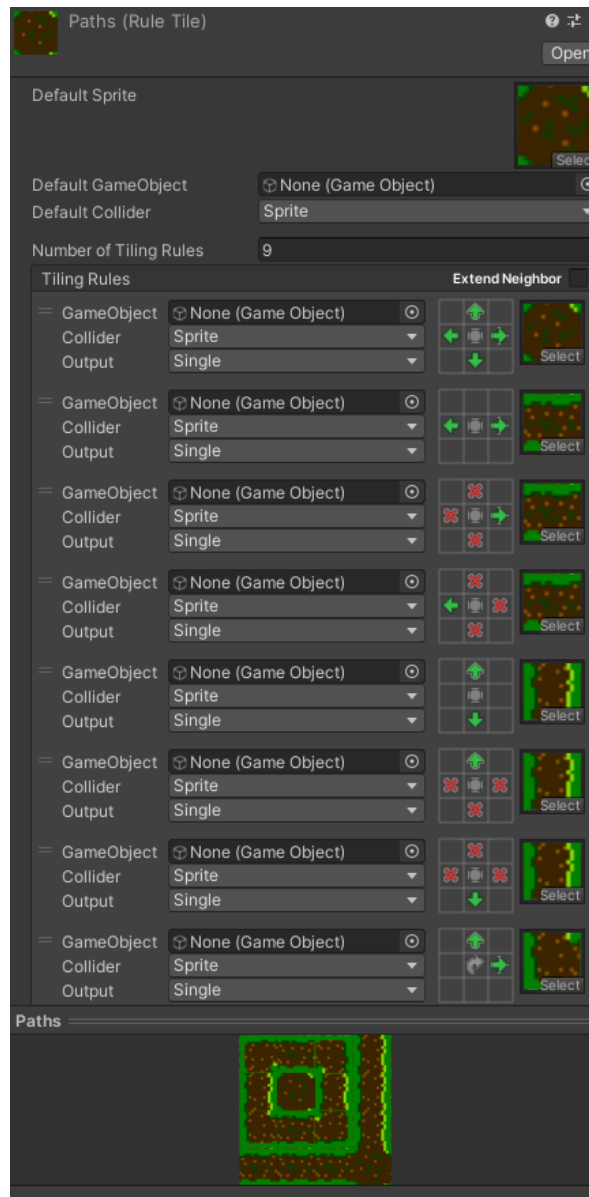 Paths (Rule Tile)
Open
Default Sprite
Select
Default GameObject None (Game Object)
Default Collider Sprite
Number of Tiling Rules 9
Tiling Rules Extend Neighbor
GameObject None (Game Object)
Collider Sprite
Output Single Select
GameObject None (Game Object)
Collider Sprite
Output Single Select
GameObject None (Game Object)
Collider Sprite
Output Single Select
GameObject None (Game Object)
Collider Sprite
Output Single Select
GameObject None (Game Object)
Collider Sprite
Output Single Select
GameObject None (Game Object)
Collider Sprite
Output Single Select
GameObject None (Game Object)
Collider Sprite
Output Single Select
GameObject None (Game Object)
Collider Sprite
Output Single Select
Paths